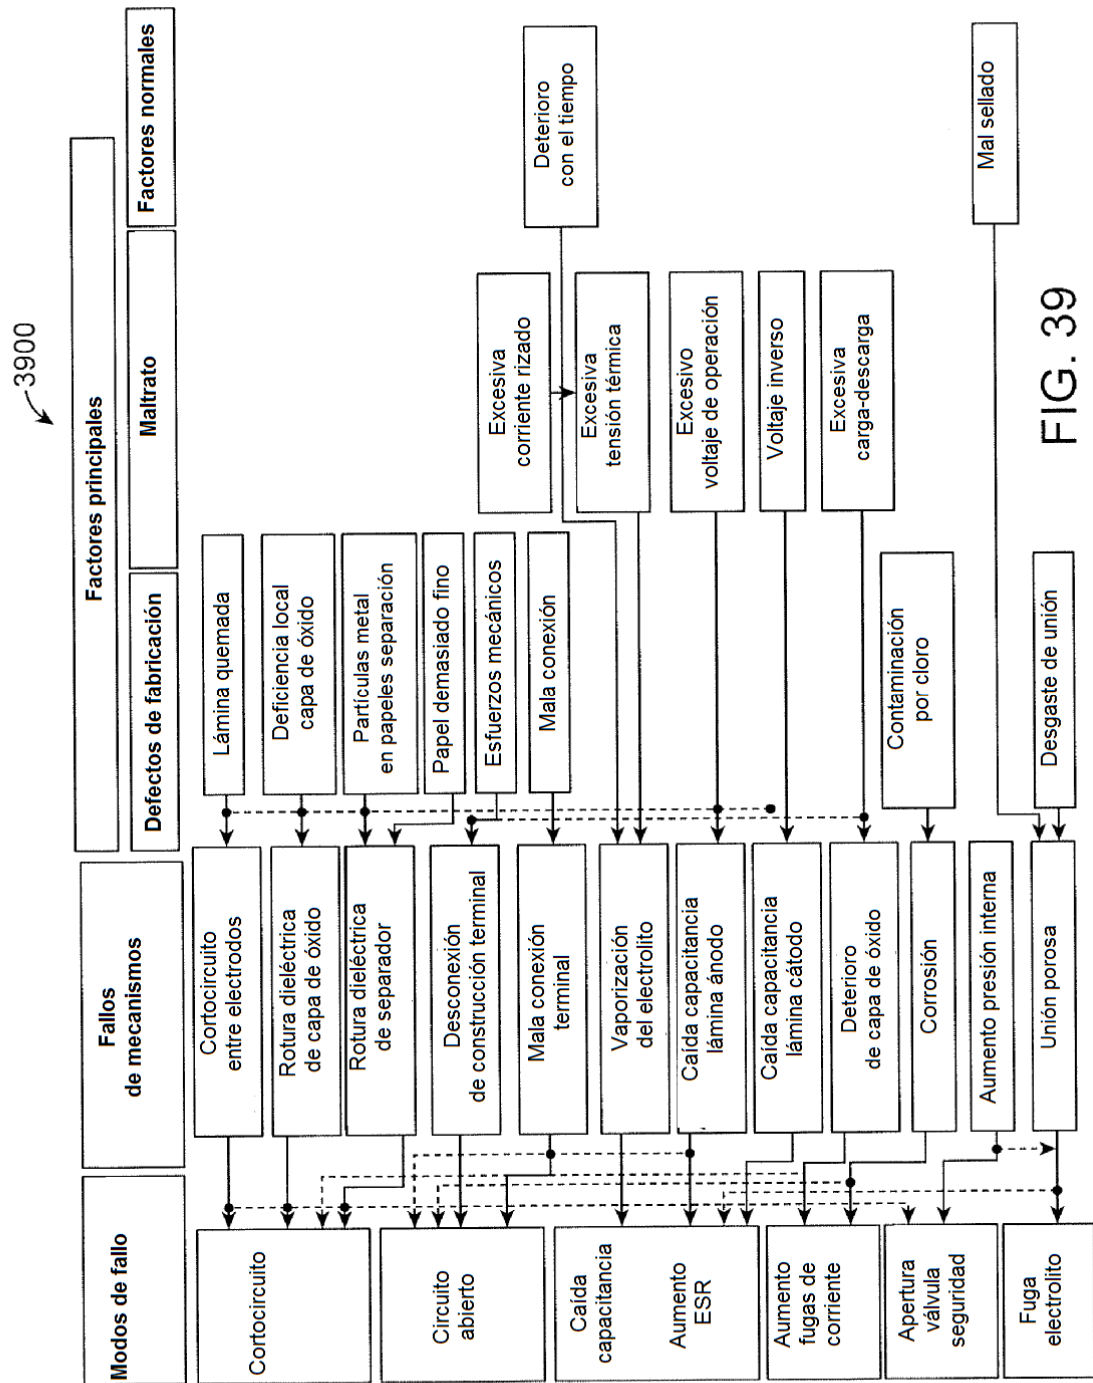 3900
Factores principales
Modos de fallo
Fallos
de mecanismos
Defectos de fabricación
Maltrato
Factores normales
Cortocircuito
Circuito
abierto
Caída
capacitancia
Aumento
ESR
Aumento
fugas de
corriente
Apertura
válvula
seguridad
Fuga
electrolito
Cortocircuito
entre electrodos
Rotura dieléctrica
de capa de óxido
Rotura dieléctrica
de separador
Desconexión
de construcción terminal
Mala conexión
terminal
Vaporización
del electrolito
Caída capacitancia
lámina ánodo
Caída capacitancia
lámina cátodo
Deterioro
de capa de óxido
Corrosión
Aumento presión interna
Unión porosa
Lámina quemada
Deficiencia local
capa de óxido
Partículas metal
en papeles separación
Papel demasiado fino
Esfuerzos mecánicos
Mala conexión
Contaminación
por cloro
Desgaste de unión
Excesiva
corriente rizado
Excesiva
tensión térmica
Excesivo
voltaje de operación
Voltaje inverso
Excesiva
carga-descarga
Deterioro
con el tiempo
Mal sellado
FIG. 39